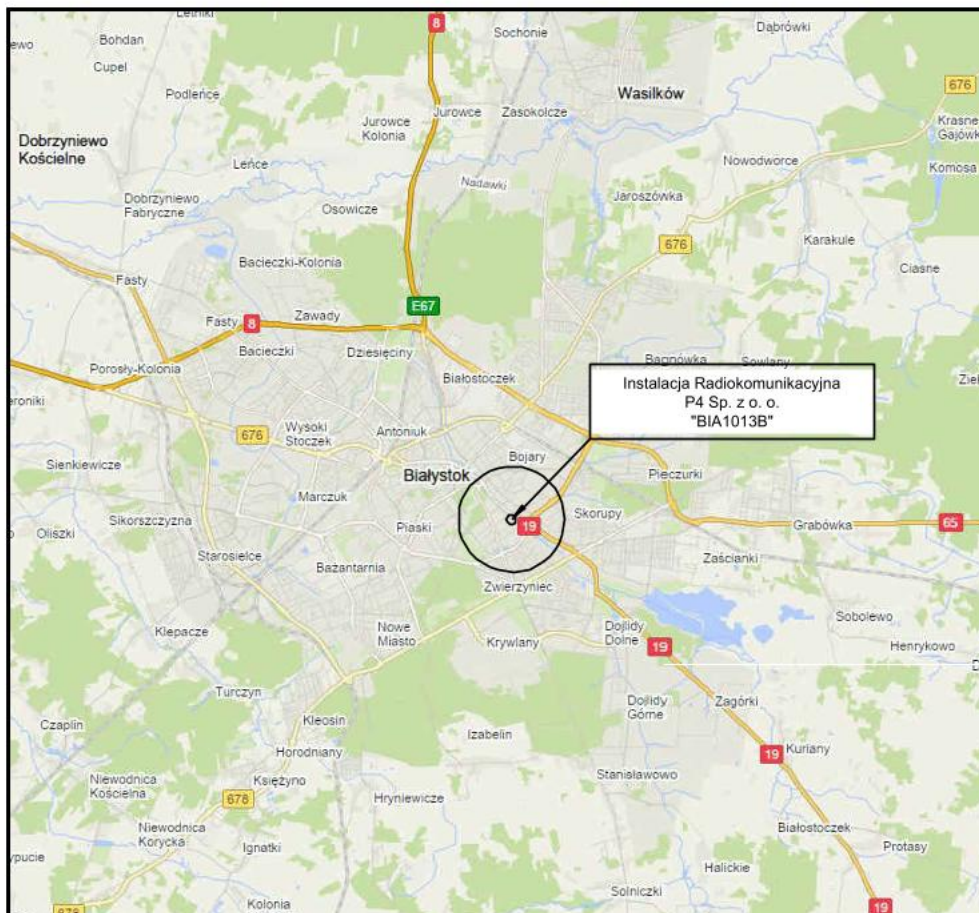 Letniki
8
Sochonie
Dąbrówki
Bohdan
Cupel
676
Podleńce
Wasilków
Jurowce
Zasokolcze
Jurowce
Kolonia
Krasne
Gajówka
Dobrzyniewo
Kościelne
Leńce
Nadawki
Nowodworce
Komosa
Dobrzyniewo
Fabryczne
Osowicze
Jaroszówka
676
Karakule
Bacieczki-Kolonia
Ciasne
Fasty
E67
Fasty
8
Zawady
Bacieczki
Dziesięciny
Bagnówka
Sowlany
Porosły-Kolonia
Białostoczek
Instalacja Radiokomunikacyjna
P4 Sp. z o. o.
"BIA1013B"
eroniki
676
Wysoki
Stoczek
Antoniuk
Bojary
Sienkiewicze
Białystok
Pieczurki
Marczuk
Sikorszczyzna
Piaski
19
Skorupy
Grabówka
65
Oliszki
Starosielce
Bażantarnia
Zaścianki
Zwierzyniec
Nowe
Miasto
Dojlidy
Dolne
Sobolewo
Klepacze
Krywlany
19
Henrykowo
Turczyn
Dojlidy
Górne
Zagórki
Czaplin
Kleosin
Izabelin
Horodniany
19
Kuriany
Niewodnica
Kościelna
Księżyno
Stanisławowo
678
Hryniewicze
Niewodnica
Korycka
Białostoczek
Ignatki
Protasy
ypucie
Halickie
Kolonia
Solniczki
678
19